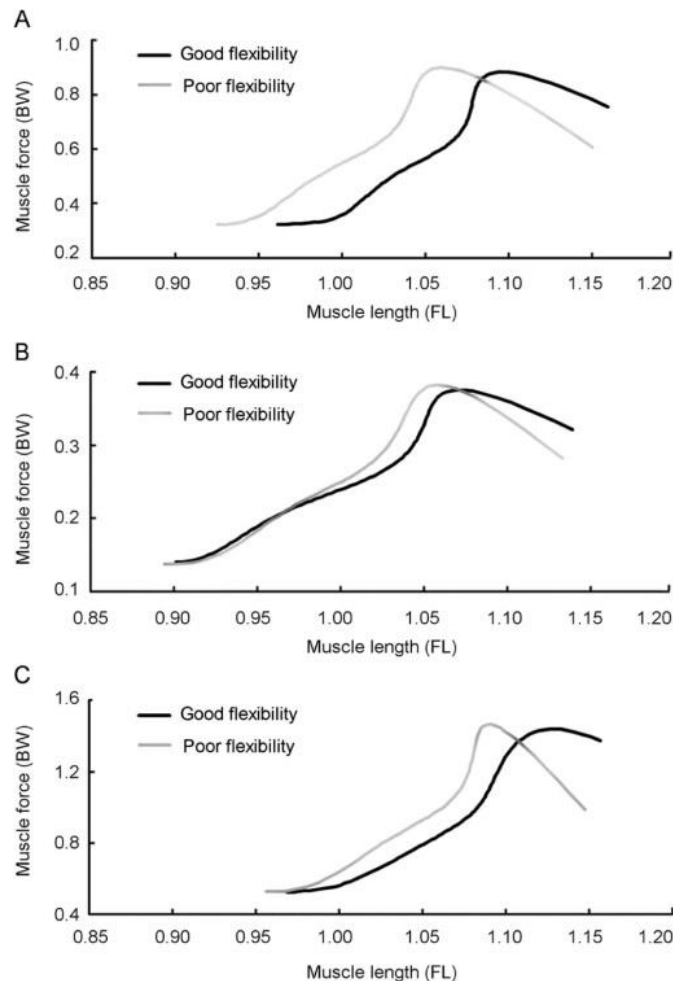 A
1.0
0.8
0.6
0.4
0.2
Muscle force (BW)
Good flexibility
Poor flexibility
0.85 0.90 0.95 1.00 1.05 1.10 1.15 1.20
Muscle length (FL)
B
0.4
0.3
0.2
0.1
Muscle force (BW)
Good flexibility
Poor flexibility
0.85 0.90 0.95 1.00 1.05 1.10 1.15 1.20
Muscle length (FL)
C
1.6
1.2
0.8
0.4
Muscle force (BW)
Good flexibility
Poor flexibility
0.85 0.90 0.95 1.00 1.05 1.10 1.15 1.20
Muscle length (FL)